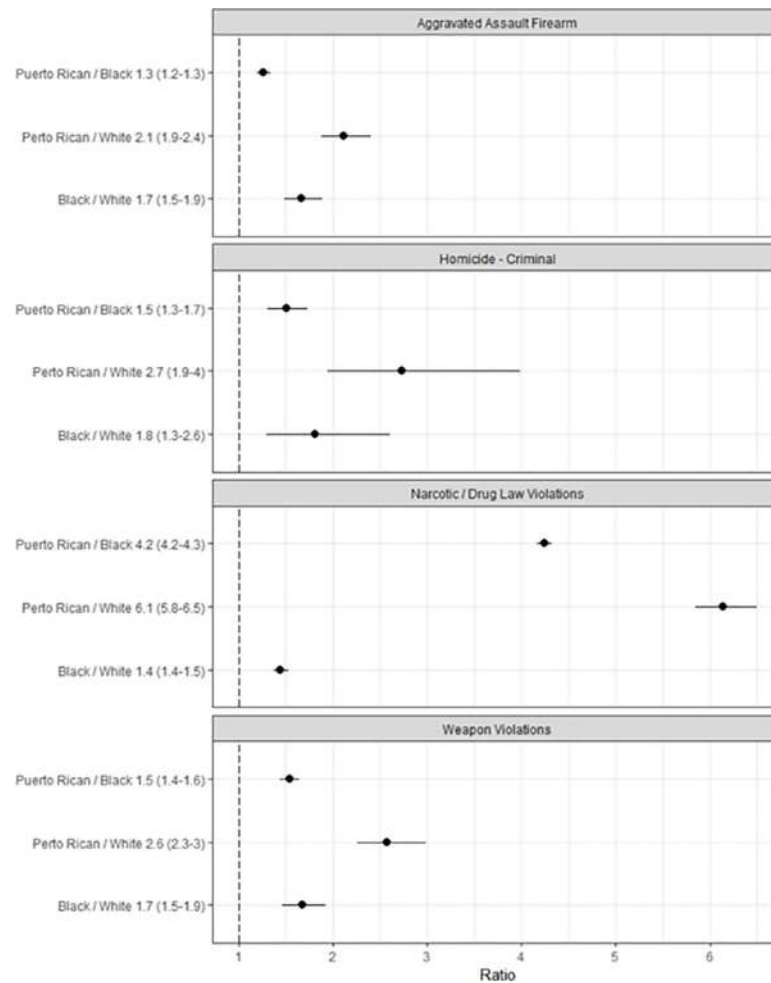 Aggravated Assault Firearm
Puerto Rican / Black 1.3 (1.2-1.3)
Perto Rican / White 2.1 (1.9-2.4)
Black / White 1.7 (1.5-1.9)
Homicide - Criminal
Puerto Rican / Black 1.5 (1.3-1.7)
Perto Rican / White 2.7 (1.9-4)
Black / White 1.8 (1.3-2.6)
Narcotic / Drug Law Violations
Puerto Rican / Black 4.2 (4.2-4.3)
Perto Rican / White 6.1 (5.8-6.5)
Black / White 1.4 (1.4-1.5)
Weapon Violations
Puerto Rican / Black 1.5 (1.4-1.6)
Perto Rican / White 2.6 (2.3-3)
Black / White 1.7 (1.5-1.9)
1 2 3 4 5 6
Ratio